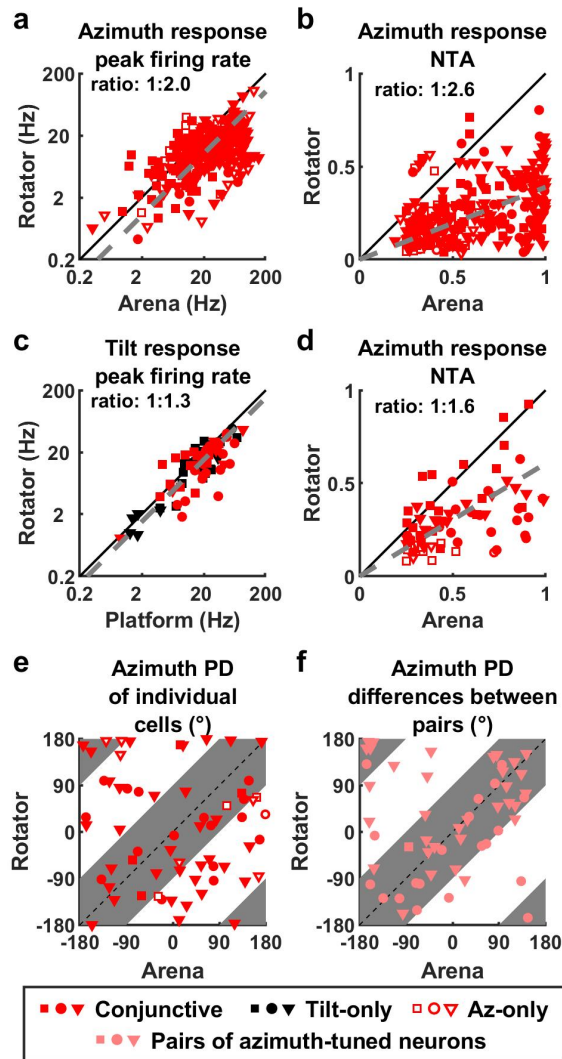 a
Azimuth response
peak firing rate
ratio: 1:2.0
200
20
2
0.2
Rotator (Hz)
0.2
2
20
200
Arena (Hz)
b
Azimuth response
NTA
ratio: 1:2.6
1
0.5
0
Rotator
0
0.5
1
Arena
c
Tilt response
peak firing rate
ratio: 1:1.3
200
20
2
0.2
Rotator (Hz)
0.2
2
20
200
Platform (Hz)
d
Azimuth response
NTA
ratio: 1:1.6
1
0.5
0
Rotator
0
0.5
1
Arena
e
Azimuth PD
of individual
cells (°)
180
90
0
-90
-180
Rotator
-180
-90
0
90
180
Arena
f
Azimuth PD
differences between
pairs (°)
180
90
0
-90
-180
Rotator
-180
-90
0
90
180
Arena
Conjunctive
Tilt-only
Az-only
Pairs of azimuth-tuned neurons